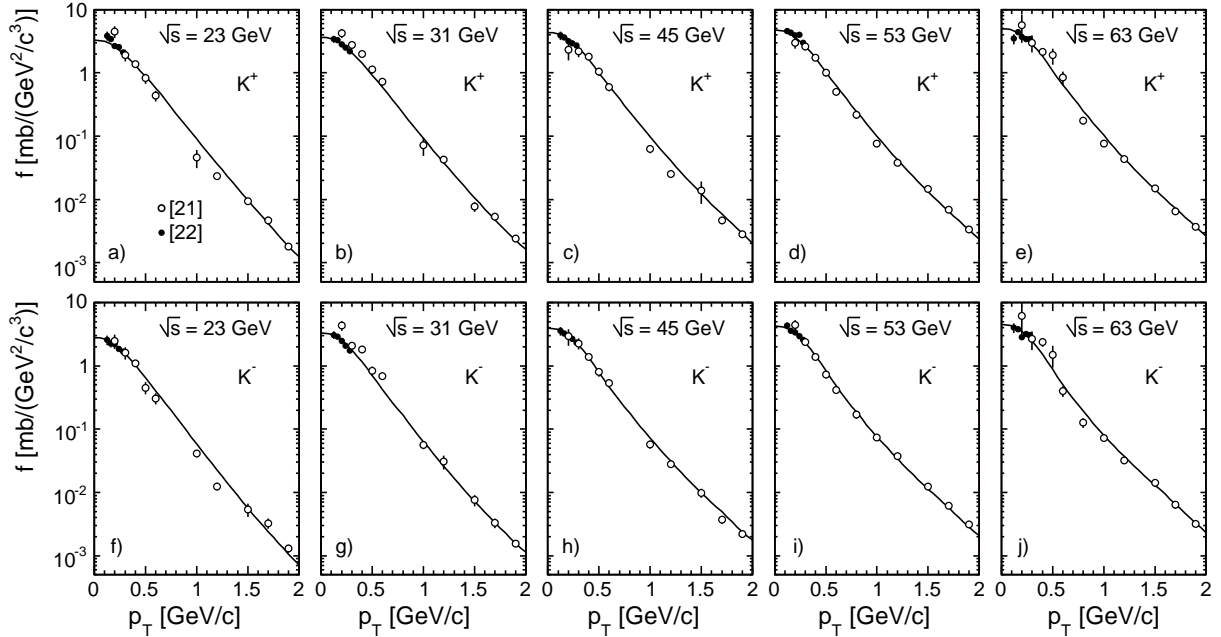 f [mb/(GeV²/c³)]
10
1
10⁻¹
10⁻²
10⁻³
√s = 23 GeV
K⁺
[21]
[22]
a)
√s = 31 GeV
K⁺
b)
√s = 45 GeV
K⁺
c)
√s = 53 GeV
K⁺
d)
√s = 63 GeV
K⁺
e)
f [mb/(GeV²/c³)]
10
1
10⁻¹
10⁻²
10⁻³
√s = 23 GeV
K⁻
f)
√s = 31 GeV
K⁻
g)
√s = 45 GeV
K⁻
h)
√s = 53 GeV
K⁻
i)
√s = 63 GeV
K⁻
j)
0 0.5 1 1.5 0 0.5 1 1.5 0 0.5 1 1.5 0 0.5 1 1.5 0 0.5 1 1.5 2
p_T [GeV/c] p_T [GeV/c] p_T [GeV/c] p_T [GeV/c] p_T [GeV/c]